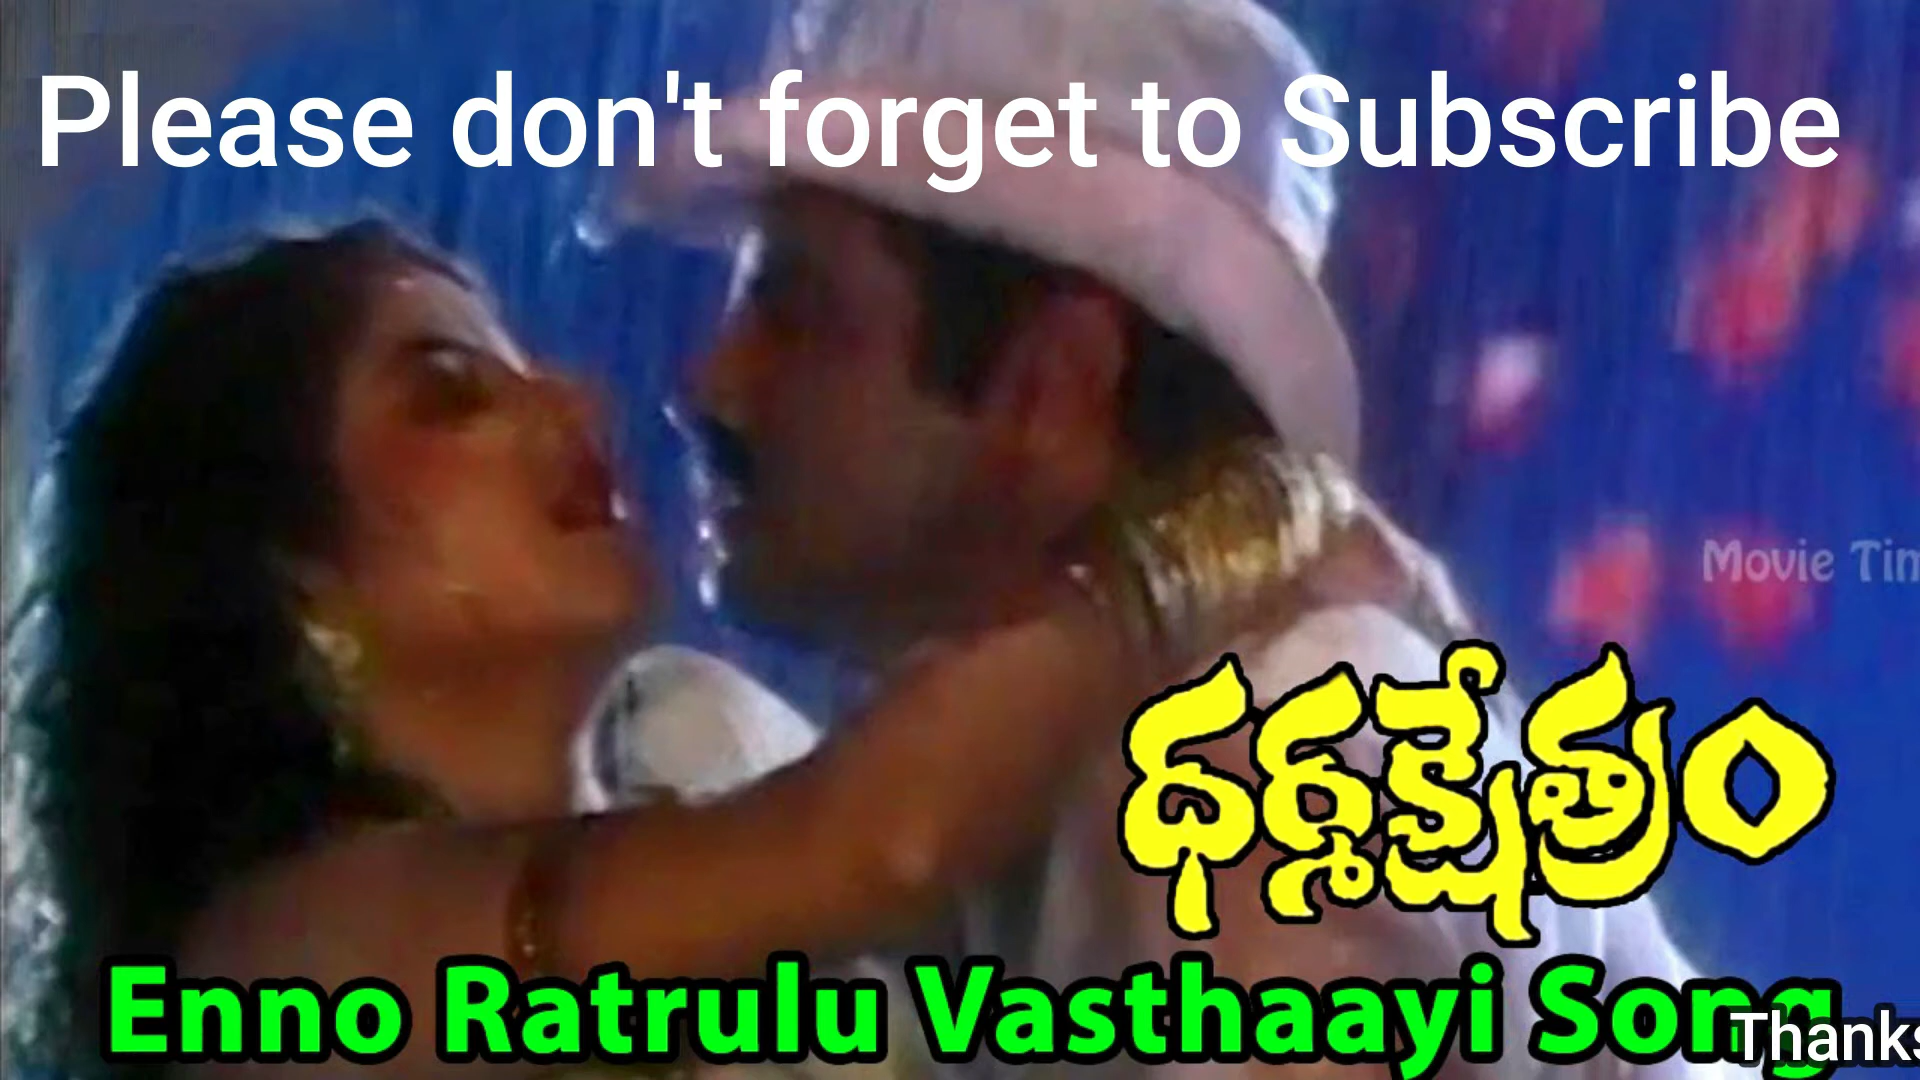 Please don't forget to Subscribe
Movie Tim
ధర్మక్షేత్రం
Enno Ratrulu Vasthaayi Song
Thanks